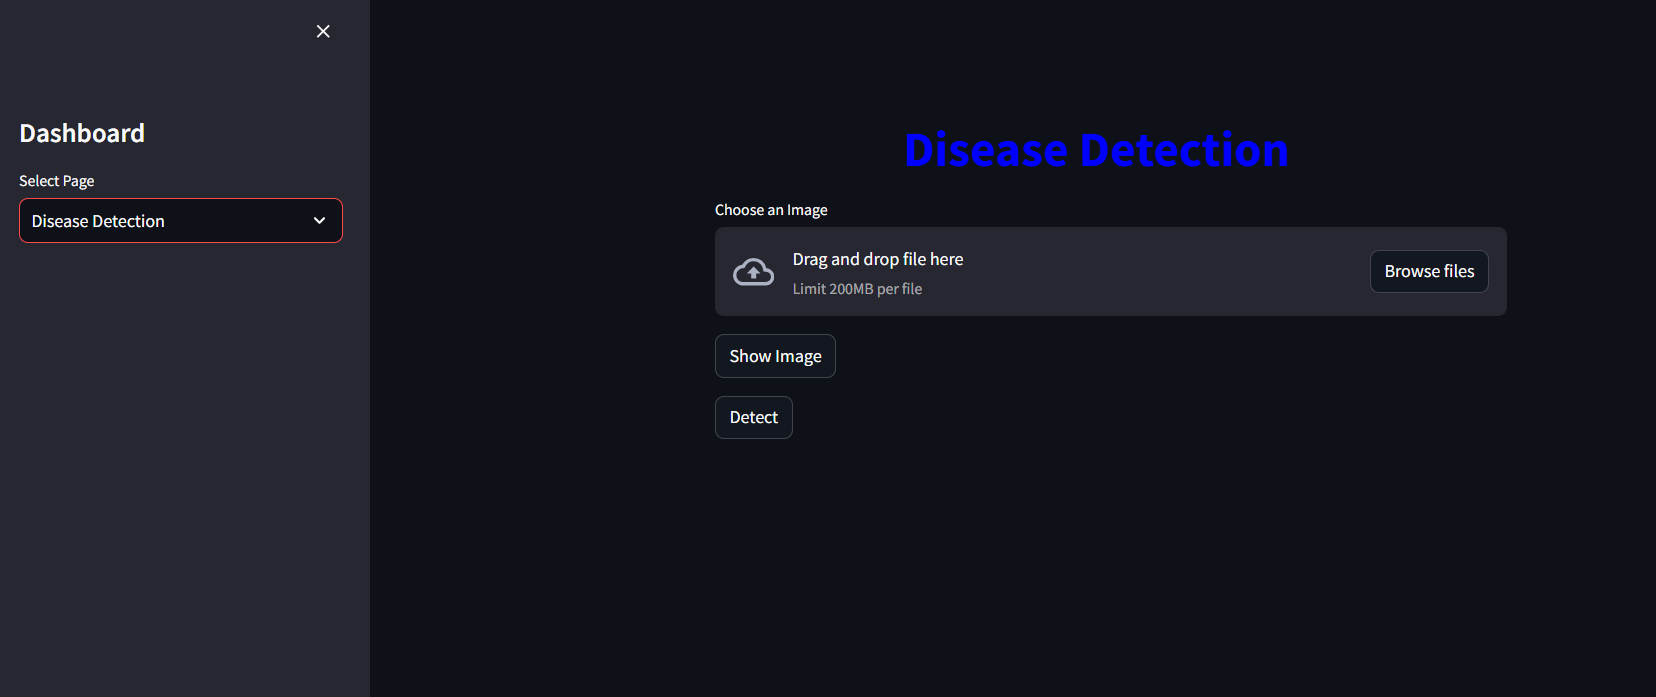 Dashboard
Select Page
Disease Detection
Disease Detection
Choose an Image
Drag and drop file here
Limit 200MB per file
Browse files
Show Image
Detect